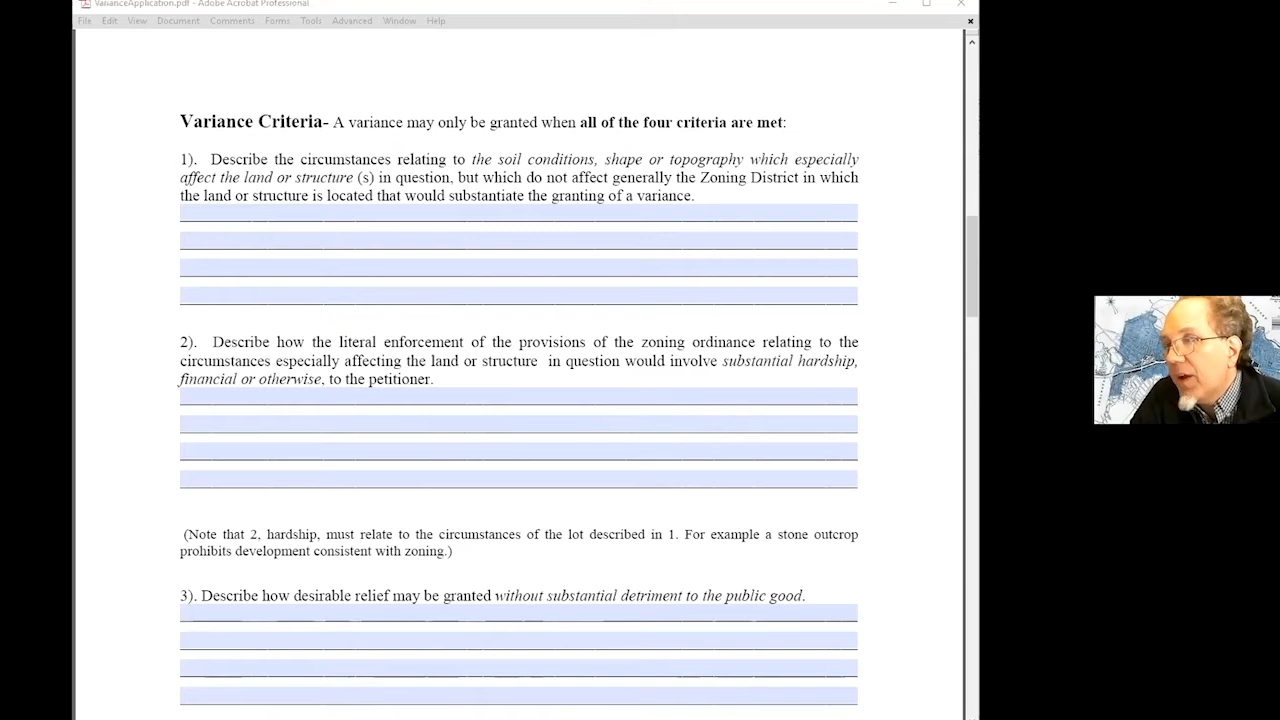 VarianceApplication.pdf - Adobe Acrobat Professional
File Edit View Document Comments Forms Tools Advanced Window Help
Variance Criteria- A variance may only be granted when all of the four criteria are met:
1). Describe the circumstances relating to the soil conditions, shape or topography which especially
affect the land or structure (s) in question, but which do not affect generally the Zoning District in which
the land or structure is located that would substantiate the granting of a variance.
2). Describe how the literal enforcement of the provisions of the zoning ordinance relating to the
circumstances especially affecting the land or structure in question would involve substantial hardship,
financial or otherwise, to the petitioner.
(Note that 2, hardship, must relate to the circumstances of the lot described in 1. For example a stone outcrop
prohibits development consistent with zoning.)
3). Describe how desirable relief may be granted without substantial detriment to the public good.